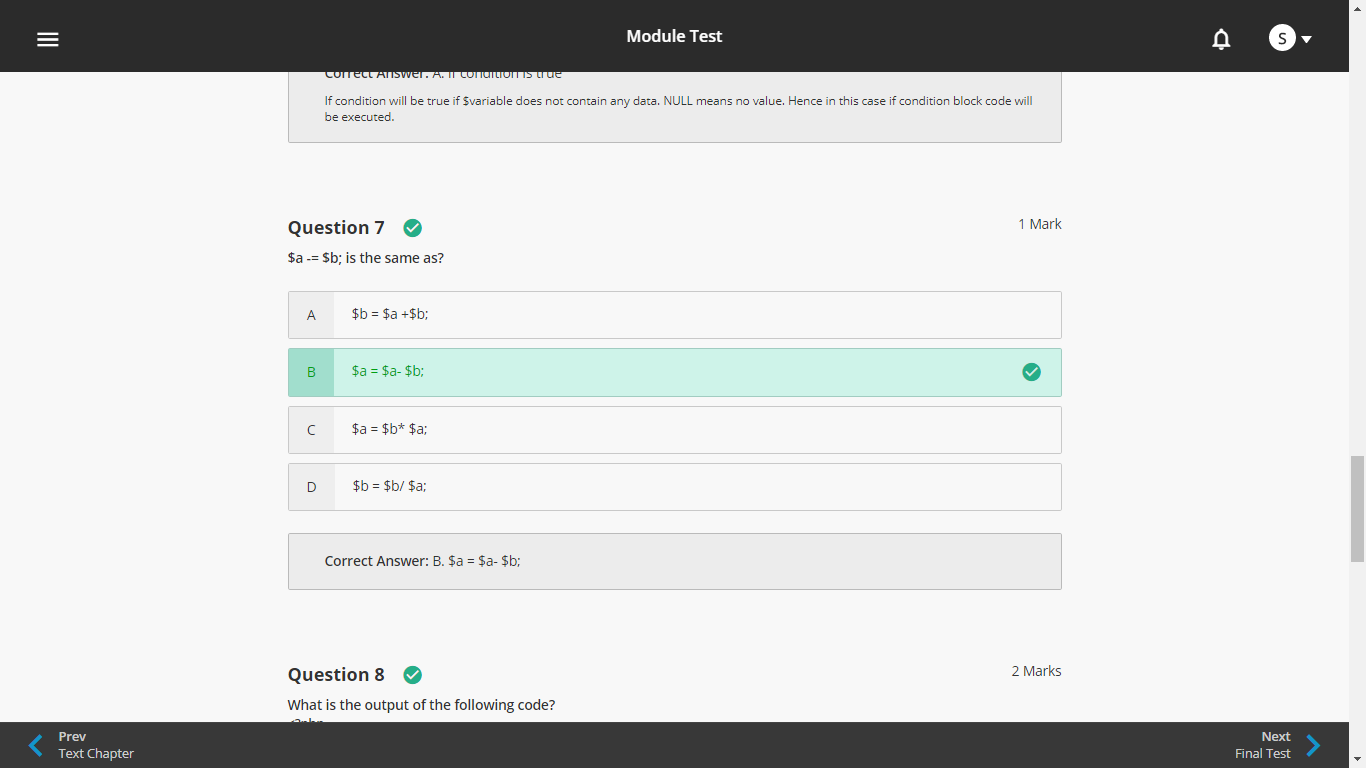 Module Test
S
Correct Answer: A. If condition is true
If condition will be true if $variable does not contain any data. NULL means no value. Hence in this case if condition block code will
be executed.
Question 7
1 Mark
$a -= $b; is the same as?
A $b = $a +$b;
B $a = $a- $b;
C $a = $b* $a;
D $b = $b/ $a;
Correct Answer: B. $a = $a- $b;
Question 8
2 Marks
What is the output of the following code?
<?php
Prev
Text Chapter
Next
Final Test